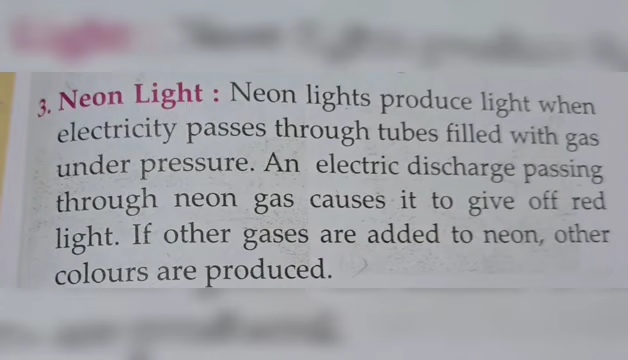 3. Neon Light : Neon lights produce light when
electricity passes through tubes filled with gas
under pressure. An electric discharge passing
through neon gas causes it to give off red
light. If other gases are added to neon, other
colours are produced.